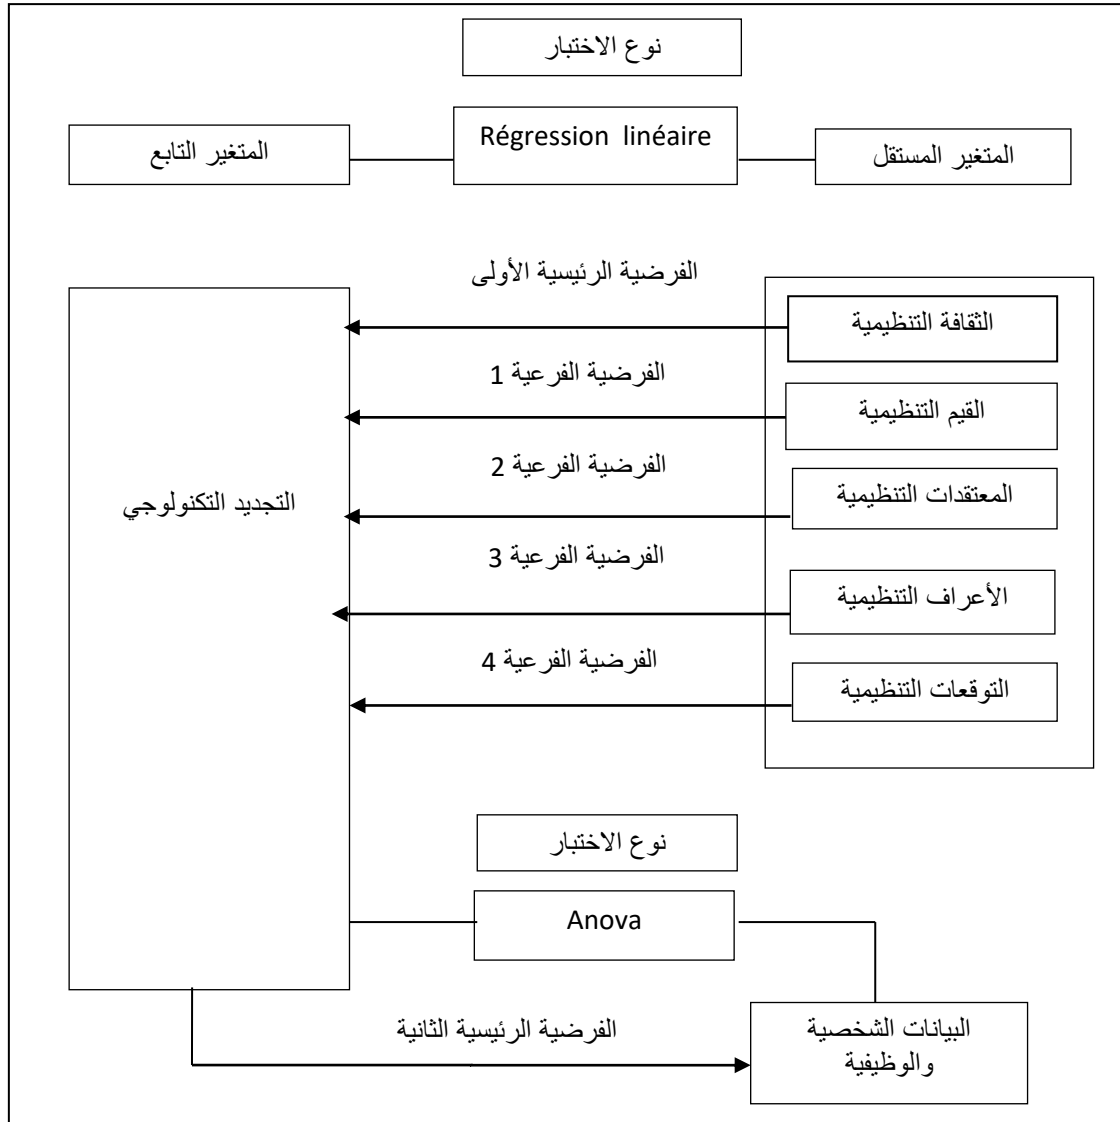 نوع الاختبار
المتغير المستقل
Régression linéaire
المتغير التابع
الفرضية الرئيسية الأولى
الثقافة التنظيمية
الفرضية الفرعية 1
القيم التنظيمية
الفرضية الفرعية 2
المعتقدات التنظيمية
التجديد التكنولوجي
الفرضية الفرعية 3
الأعراف التنظيمية
الفرضية الفرعية 4
التوقعات التنظيمية
نوع الاختبار
Anova
البيانات الشخصية
والوظيفية
الفرضية الرئيسية الثانية